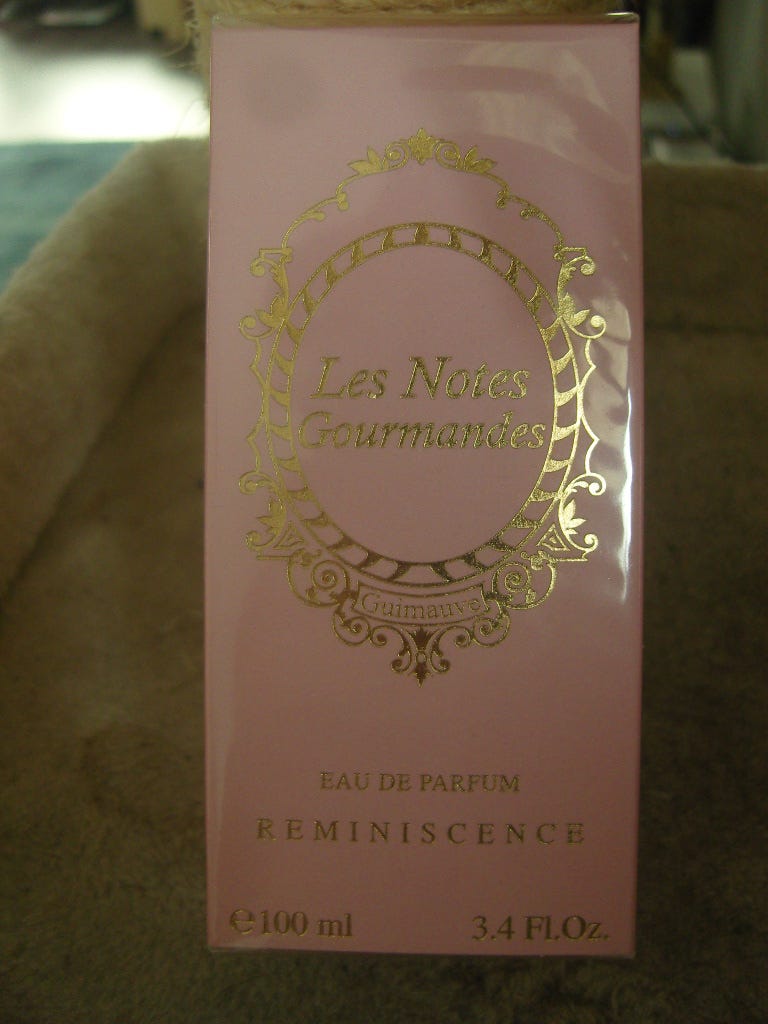 Les Notes
Gourmandes
Guimauve
EAU DE PARFUM
REMINISCENCE
℮100 ml 3.4 Fl.Oz.